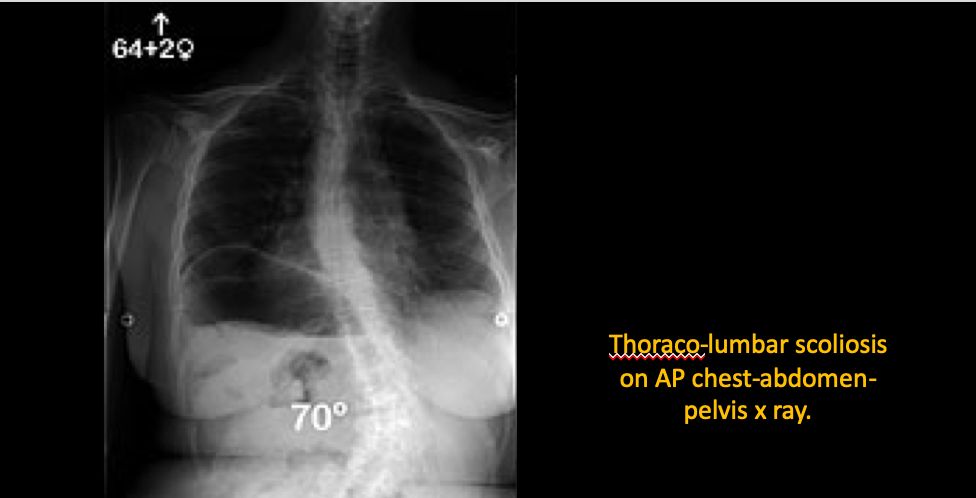 ↑
64+2♀
70°
Thoraco-lumbar scoliosis
on AP chest-abdomen-
pelvis x ray.